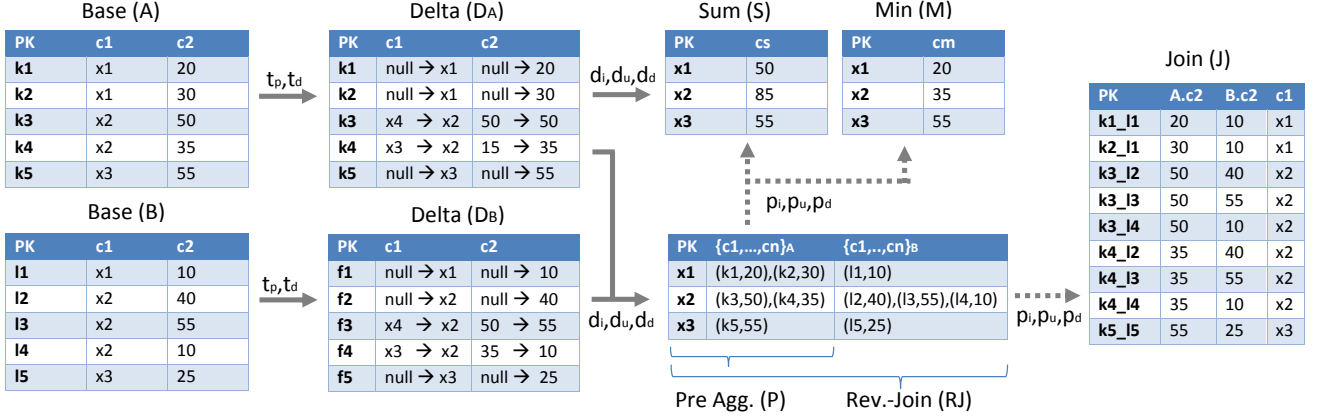 Base (A)
PK c1 c2
k1 x1 20
k2 x1 30
k3 x2 50
k4 x2 35
k5 x3 55
tp,td
Delta (DA)
c1 c2
k1 null → x1 null → 20
k2 null → x1 null → 30
k3 x4 → x2 50 → 50
k4 x3 → x2 15 → 35
k5 null → x3 null → 55
di,du,dd
Sum (S)
PK cs
x1 50
x2 85
x3 55
Min (M)
PK cm
x1 20
x2 35
x3 55
pi,pu,pd
Base (B)
PK c1 c2
l1 x1 10
l2 x2 40
l3 x2 55
l4 x2 10
l5 x3 25
tp,td
Delta (DB)
c1 c2
f1 null → x1 null → 10
f2 null → x2 null → 40
f3 x4 → x2 50 → 55
f4 x3 → x2 35 → 10
f5 null → x3 null → 25
di,du,dd
PK {c1,...,cn}A {c1,..,cn}B
x1 (k1,20),(k2,30) (l1,10)
x2 (k3,50),(k4,35) (l2,40),(l3,55),(l4,10)
x3 (k5,55) (l5,25)
Pre Agg. (P) Rev.-Join (RJ)
pi,pu,pd
Join (J)
PK A.c2 B.c2 c1
k1_l1 20 10 x1
k2_l1 30 10 x1
k3_l2 50 40 x2
k3_l3 50 55 x2
k3_l4 50 10 x2
k4_l2 35 40 x2
k4_l3 35 55 x2
k4_l4 35 10 x2
k5_l5 55 25 x3